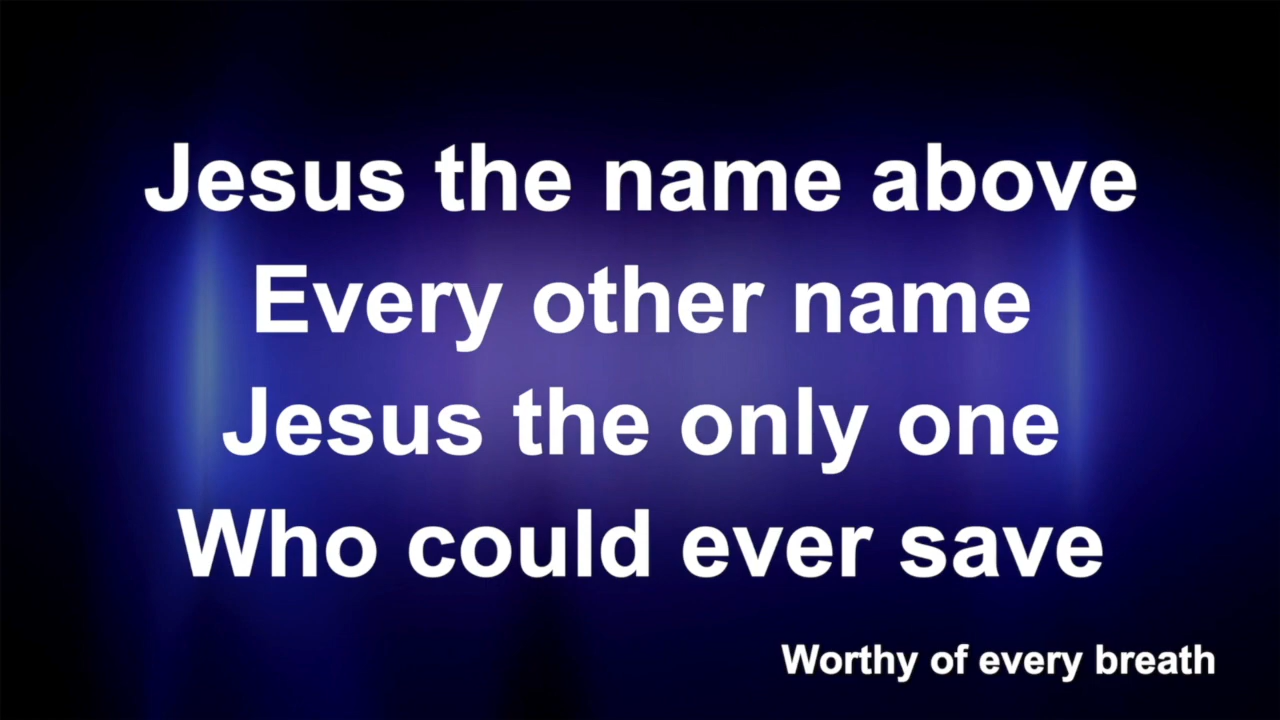 Jesus the name above
Every other name
Jesus the only one
Who could ever save
Worthy of every breath